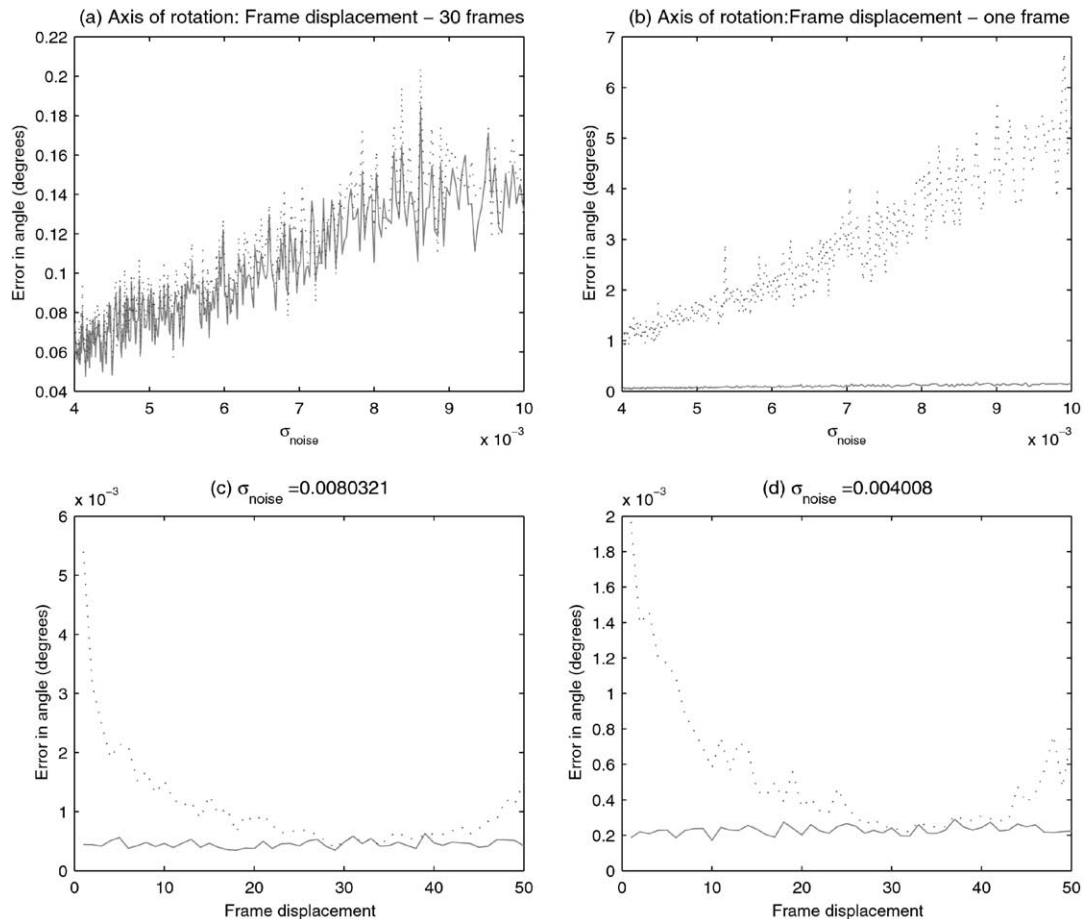 (a) Axis of rotation: Frame displacement – 30 frames
0.22
0.2
0.18
0.16
0.14
0.12
0.1
0.08
0.06
0.04
Error in angle (degrees)
4 5 6 7 8 9 10
σnoise
x 10⁻³
(b) Axis of rotation:Frame displacement – one frame
7
6
5
4
3
2
1
0
Error in angle (degrees)
4 5 6 7 8 9 10
σnoise
x 10⁻³
x 10⁻³
(c) σnoise =0.0080321
6
5
4
3
2
1
0
Error in angle (degrees)
0 10 20 30 40 50
Frame displacement
x 10⁻³
(d) σnoise =0.004008
2
1.8
1.6
1.4
1.2
1
0.8
0.6
0.4
0.2
0
Error in angle (degrees)
0 10 20 30 40 50
Frame displacement